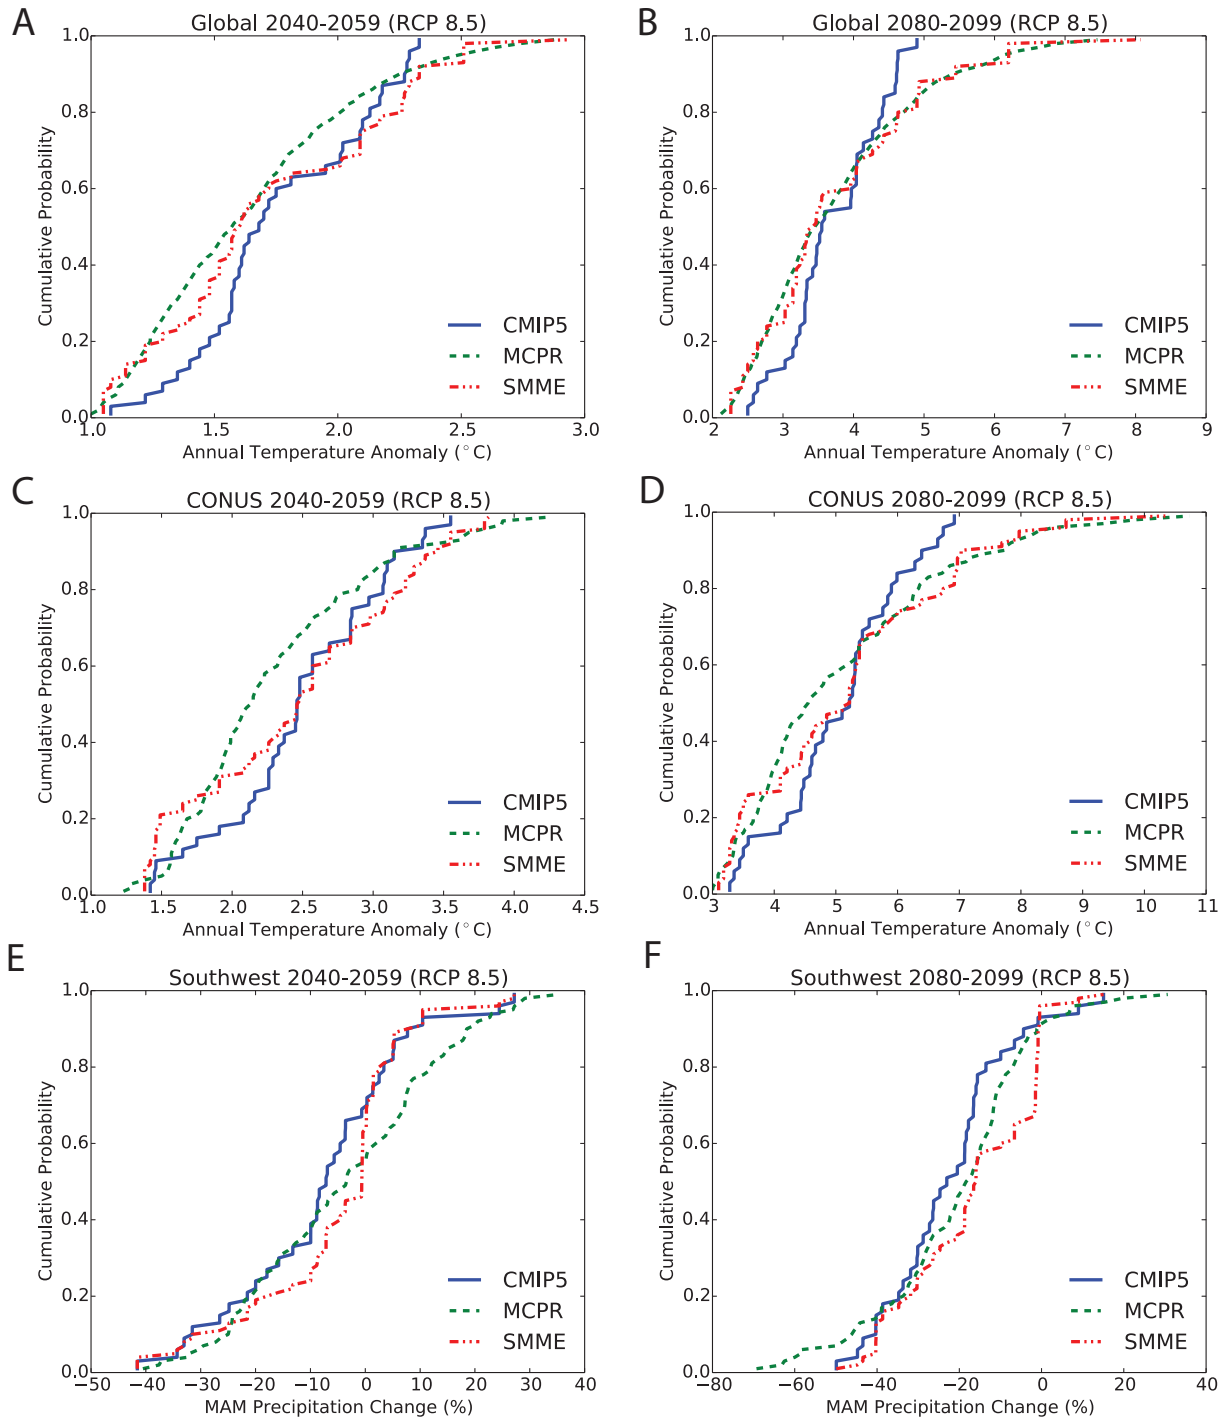 A
Global 2040-2059 (RCP 8.5)
1.0
0.8
0.6
0.4
0.2
0.0
Cumulative Probability
CMIP5
MCPR
SMME
1.0 1.5 2.0 2.5 3.0
Annual Temperature Anomaly (°C)
B
Global 2080-2099 (RCP 8.5)
1.0
0.8
0.6
0.4
0.2
0.0
Cumulative Probability
CMIP5
MCPR
SMME
2 3 4 5 6 7 8 9
Annual Temperature Anomaly (°C)
C
CONUS 2040-2059 (RCP 8.5)
1.0
0.8
0.6
0.4
0.2
0.0
Cumulative Probability
CMIP5
MCPR
SMME
1.0 1.5 2.0 2.5 3.0 3.5 4.0 4.5
Annual Temperature Anomaly (°C)
D
CONUS 2080-2099 (RCP 8.5)
1.0
0.8
0.6
0.4
0.2
0.0
Cumulative Probability
CMIP5
MCPR
SMME
3 4 5 6 7 8 9 10 11
Annual Temperature Anomaly (°C)
E
Southwest 2040-2059 (RCP 8.5)
1.0
0.8
0.6
0.4
0.2
0.0
Cumulative Probability
CMIP5
MCPR
SMME
−50 −40 −30 −20 −10 0 10 20 30 40
MAM Precipitation Change (%)
F
Southwest 2080-2099 (RCP 8.5)
1.0
0.8
0.6
0.4
0.2
0.0
Cumulative Probability
CMIP5
MCPR
SMME
−80 −60 −40 −20 0 20 40
MAM Precipitation Change (%)